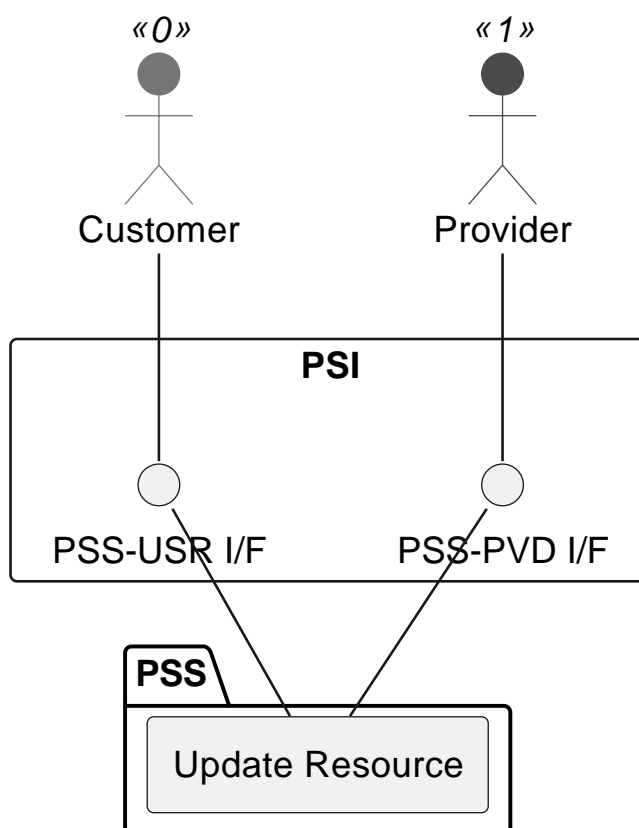 «0» «1»
Customer Provider
PSI
PSS-USR I/F PSS-PVD I/F
PSS
Update Resource